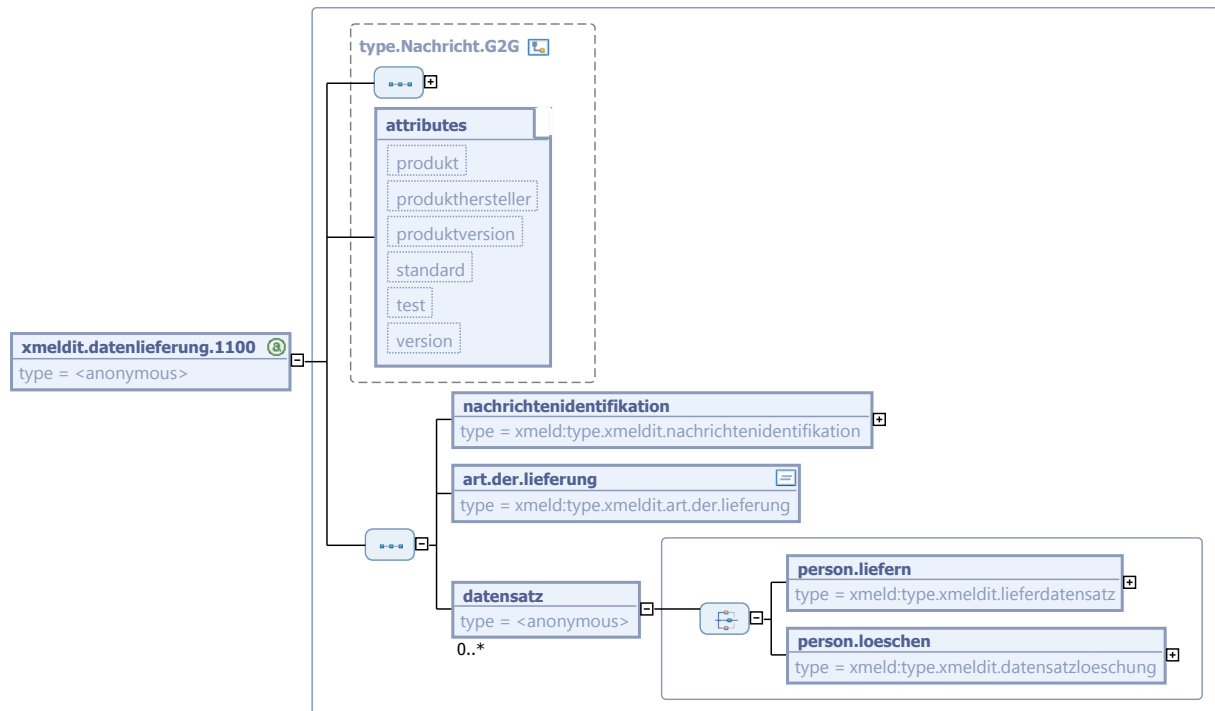 type.Nachricht.G2G
attributes
produkt
produkthersteller
produktversion
standard
test
version
xmeldit.datenlieferung.1100
type = <anonymous>
nachrichtenidentifikation
type = xmeld:type.xmeldit.nachrichtenidentifikation
art.der.lieferung
type = xmeld:type.xmeldit.art.der.lieferung
datensatz
type = <anonymous>
0..*
person.liefern
type = xmeld:type.xmeldit.lieferdatensatz
person.loeschen
type = xmeld:type.xmeldit.datensatzloeschung